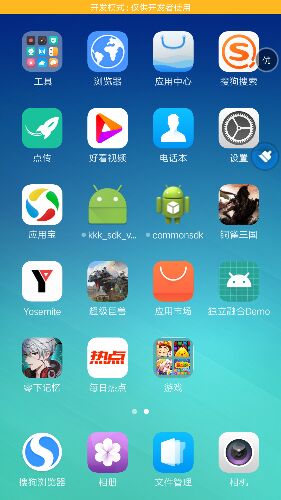 开发模式:仅供开发者使用
工具
浏览器
应用中心
搜狗搜索
优
点传
好看视频
电话本
设置
应用宝
kkk_sdk_v...
commonsdk
铜雀三国
Yosemite
超级巨兽
应用市场
独立融合Demo
零下记忆
热点
每日热点
游戏
搜狗浏览器
相册
文件管理
相机